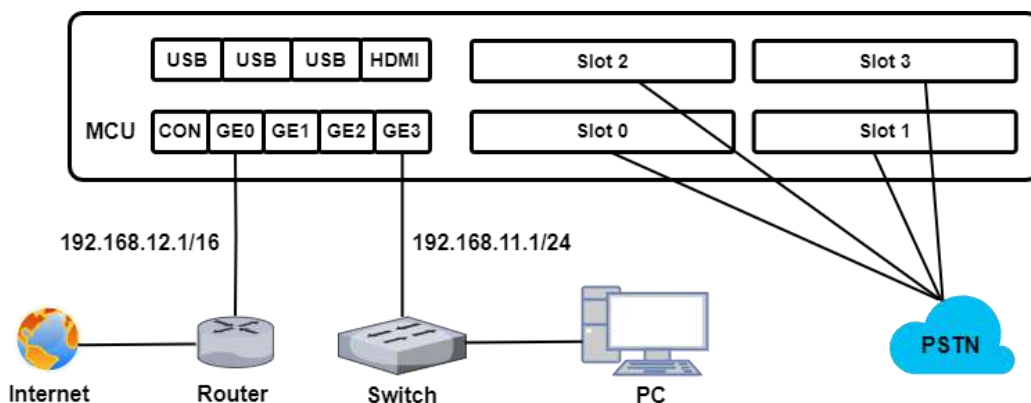 USB USB USB HDMI
Slot 2
Slot 3
MCU
CON GE0 GE1 GE2 GE3
Slot 0
Slot 1
192.168.12.1/16
192.168.11.1/24
PSTN
Internet
Router
Switch
PC